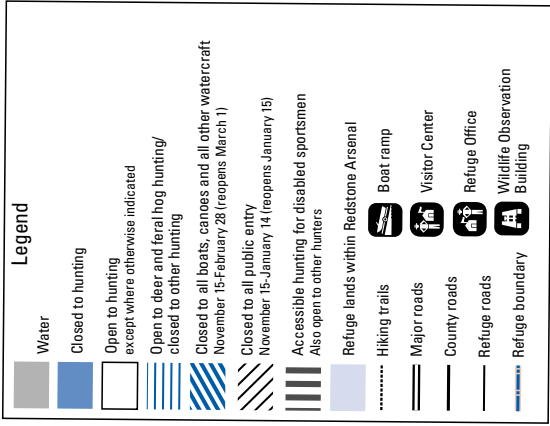 Legend
Water
Closed to hunting
Open to hunting
except where otherwise indicated
Open to deer and feral hog hunting/
closed to other hunting
Closed to all boats, canoes and all other watercraft
November 15-February 28 (reopens March 1)
Closed to all public entry
November 15-January 14 (reopens January 15)
Accessible hunting for disabled sportsmen
Also open to other hunters
Refuge lands within Redstone Arsenal
Hiking trails
Major roads
County roads
Refuge roads
Refuge boundary
Boat ramp
Visitor Center
Refuge Office
Wildlife Observation
Building